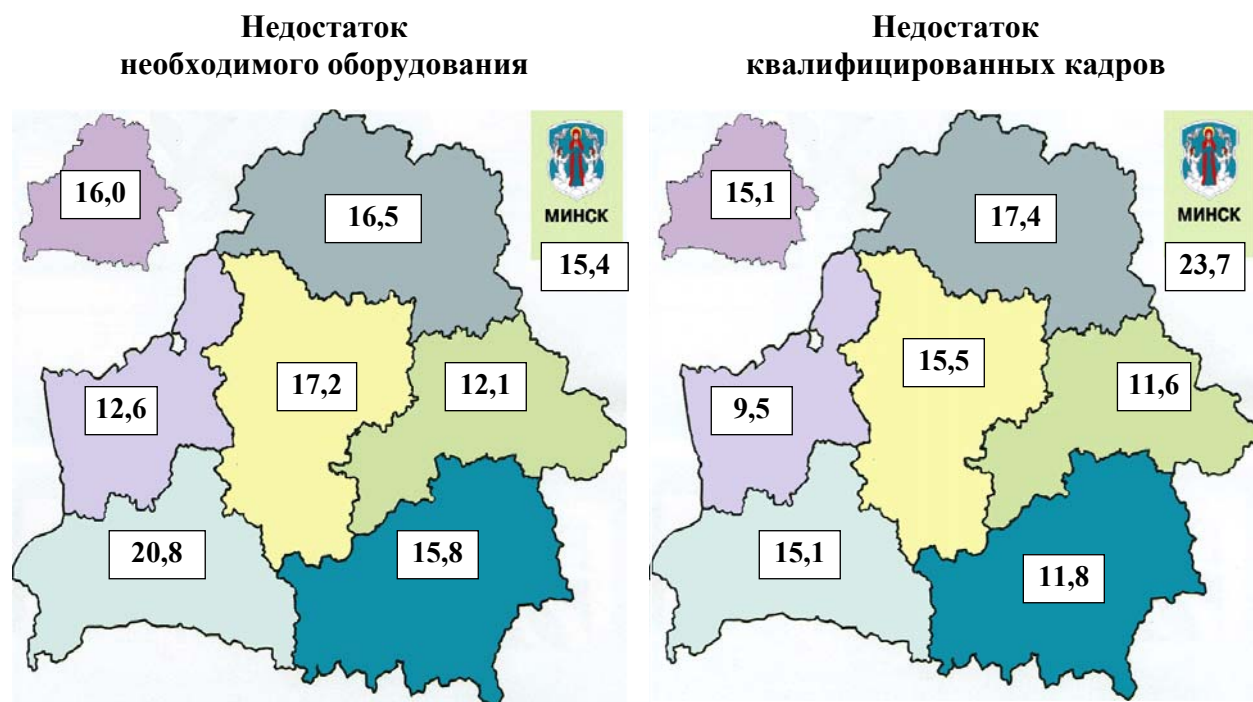 Недостаток
необходимого оборудования
16,0
16,5
МИНСК
15,4
17,2
12,1
12,6
20,8
15,8
Недостаток
квалифицированных кадров
15,1
17,4
МИНСК
23,7
15,5
11,6
9,5
15,1
11,8